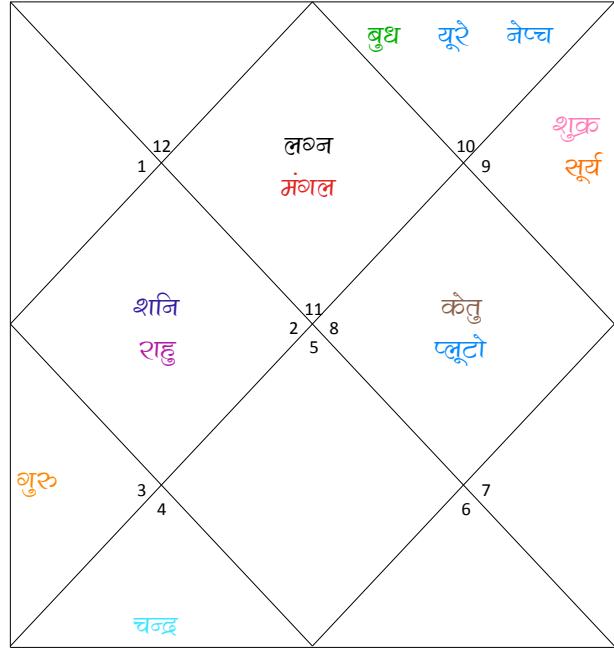 बुध यूरे नेप्च
शुक्र
सूर्य
12
1
लग्न
मंगल
10
9
शनि
राहु
11
2 8
5
केतु
प्लूटो
गुरु
3
4
7
6
चन्द्र